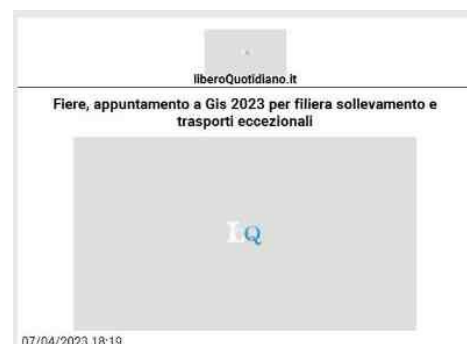 liberoQuotidiano.it
Fiere, appuntamento a Gis 2023 per filiera sollevamento e
trasporti eccezionali
LQ
07/04/2023 18:19